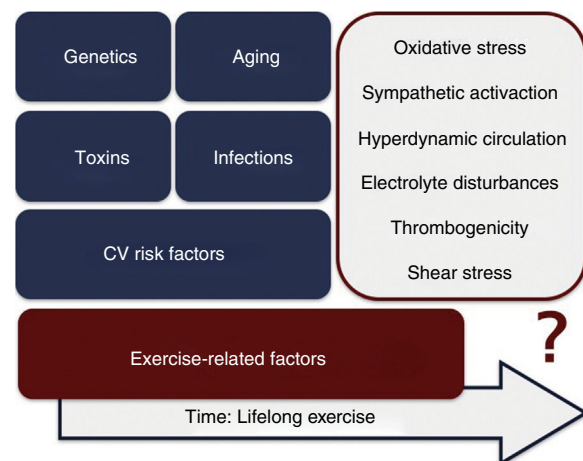 Genetics
Aging
Toxins
Infections
CV risk factors
Oxidative stress
Sympathetic activaction
Hyperdynamic circulation
Electrolyte disturbances
Thrombogenicity
Shear stress
Exercise-related factors
?
Time: Lifelong exercise